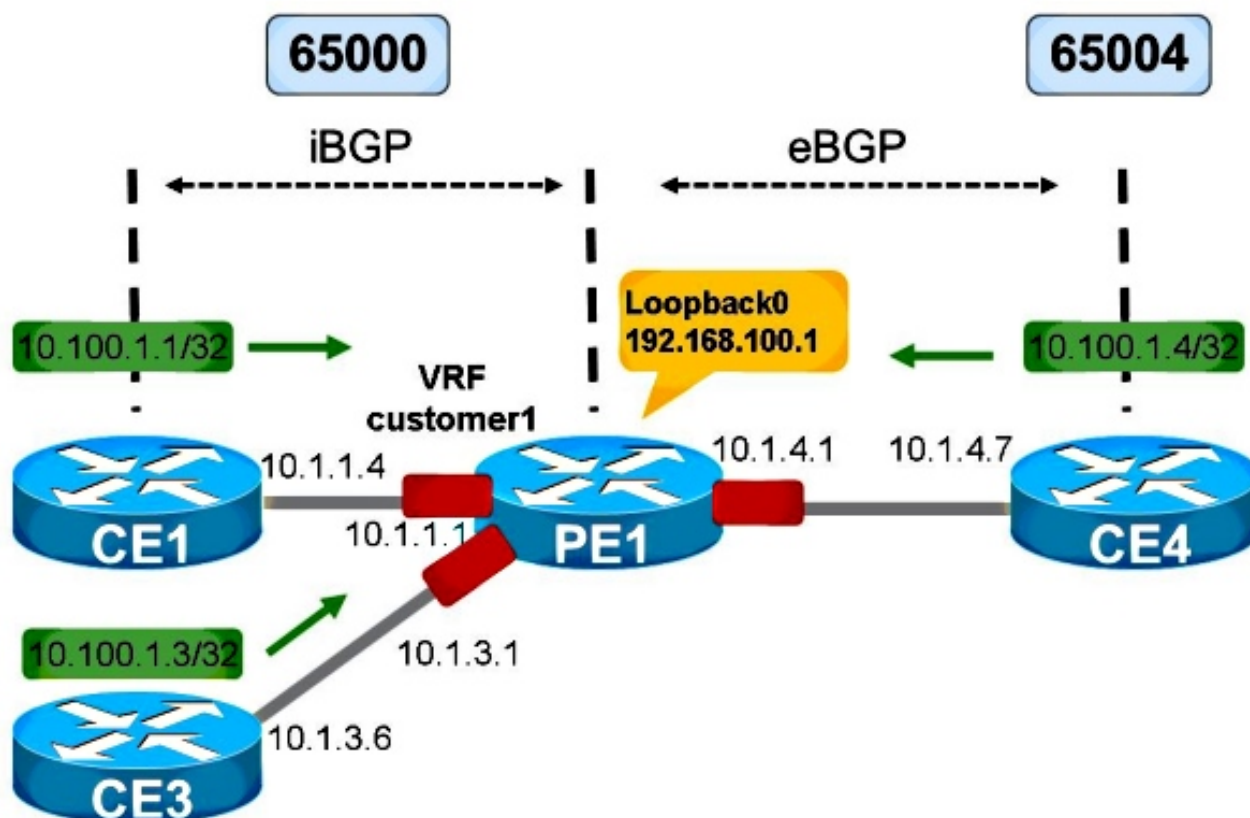 65000
65004
iBGP
eBGP
Loopback0
192.168.100.1
10.100.1.1/32
10.100.1.4/32
VRF
customer1
10.1.1.4
10.1.4.1
10.1.4.7
10.1.1.1
CE1
PE1
CE4
10.100.1.3/32
10.1.3.1
10.1.3.6
CE3